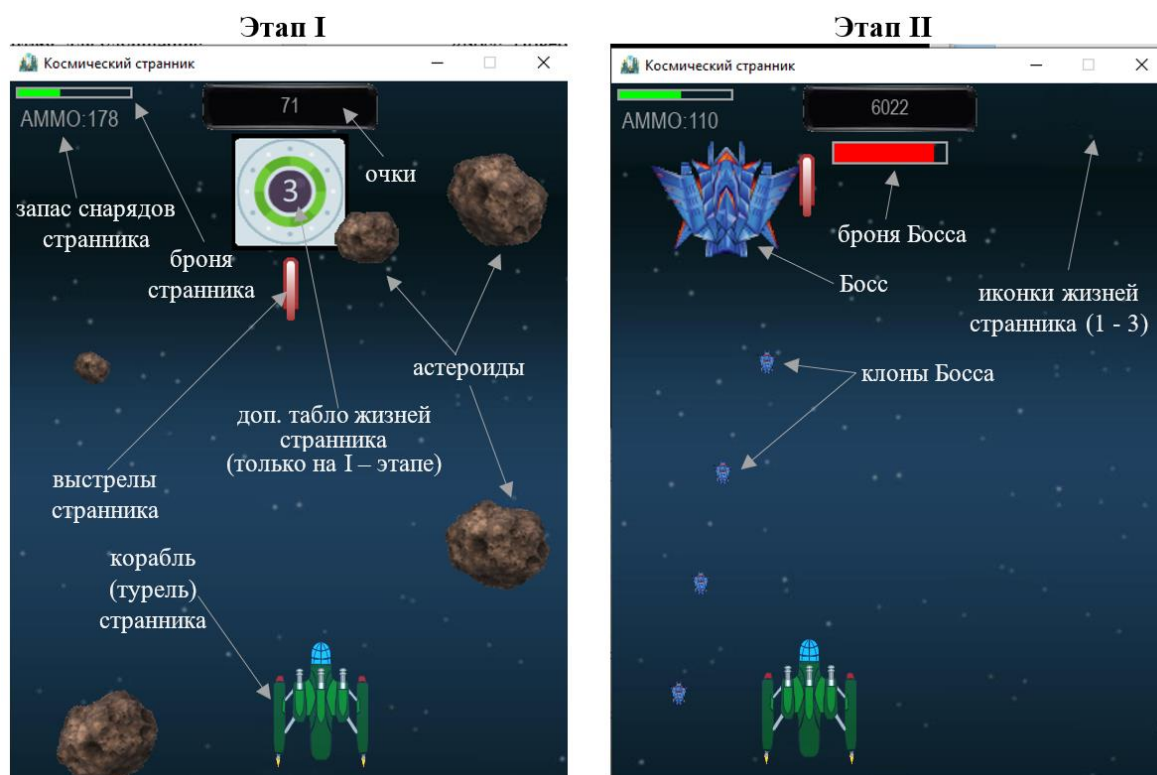 Этап I
Этап II
Космический странник
Космический странник
AMMO:178
71
AMMO:110
6022
очки
3
запас снарядов
странника
броня
странника
броня Босса
Босс
иконки жизней
странника (1 - 3)
астероиды
клоны Босса
доп. табло жизней
странника
(только на I – этапе)
выстрелы
странника
корабль
(турель)
странника